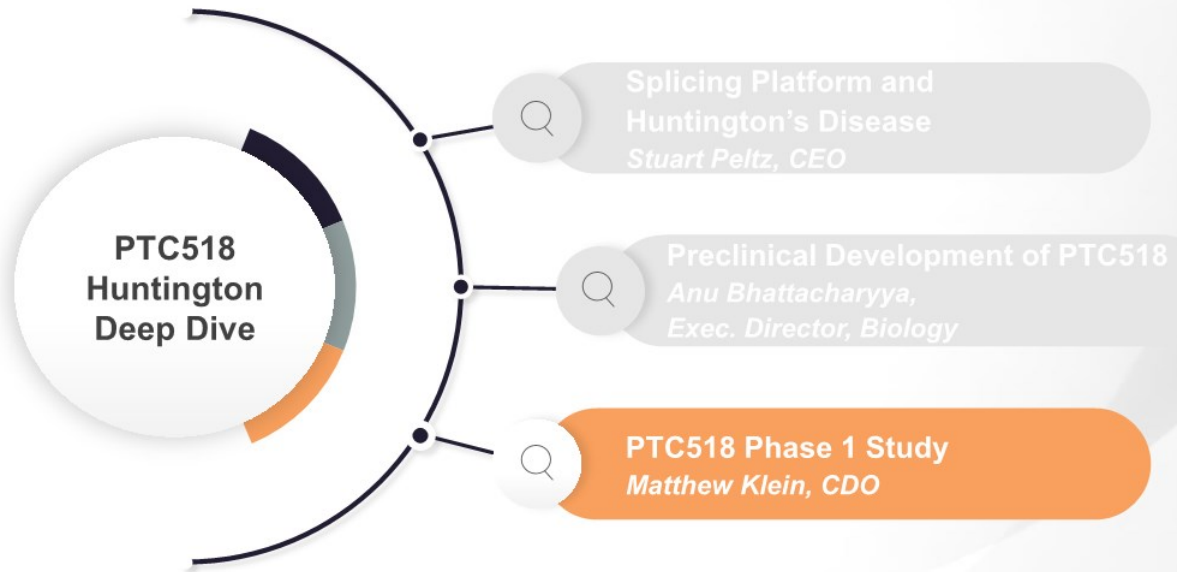 PTC518
Huntington
Deep Dive
Splicing Platform and
Huntington’s Disease
Stuart Peltz, CEO
Preclinical Development of PTC518
Anu Bhattacharyya,
Exec. Director, Biology
PTC518 Phase 1 Study
Matthew Klein, CDO